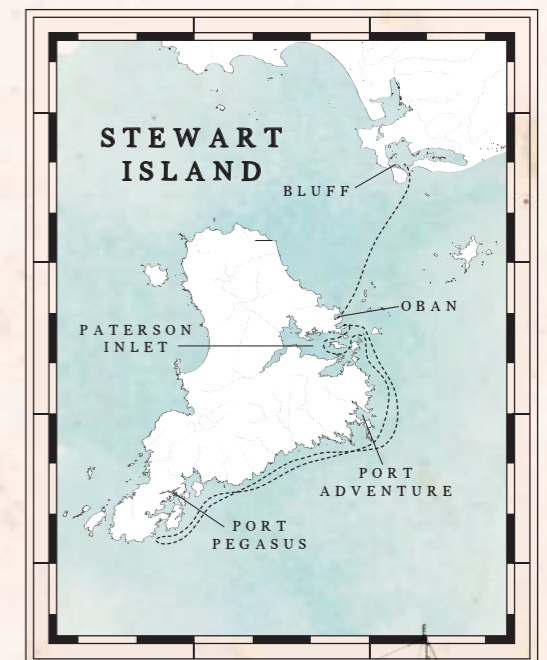 STEWART
ISLAND
BLUFF
OBAN
PATERSON
INLET
PORT
ADVENTURE
PORT
PEGASUS